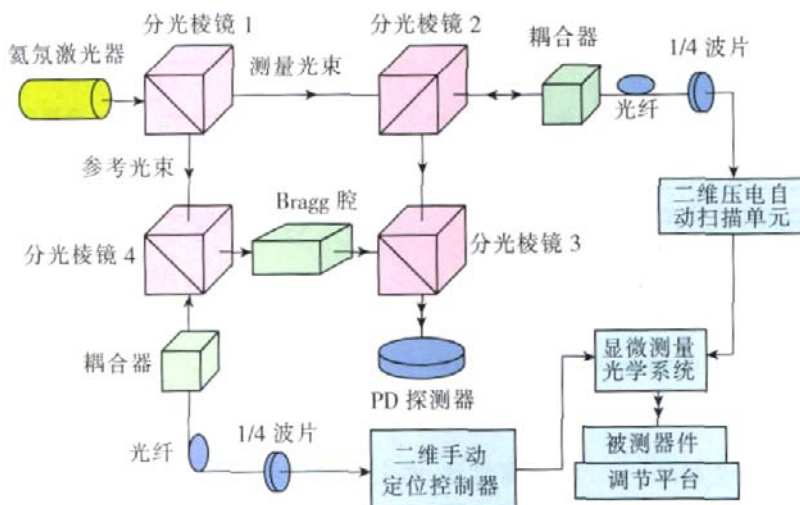 分光棱镜 1
分光棱镜 2
耦合器
氦氖激光器
测量光束
光纤
1/4 波片
参考光束
Bragg 腔
二维压电自
动扫描单元
分光棱镜 4
分光棱镜 3
耦合器
PD 探测器
显微测量
光学系统
光纤
1/4 波片
二维手动
定位控制器
被测器件
调节平台